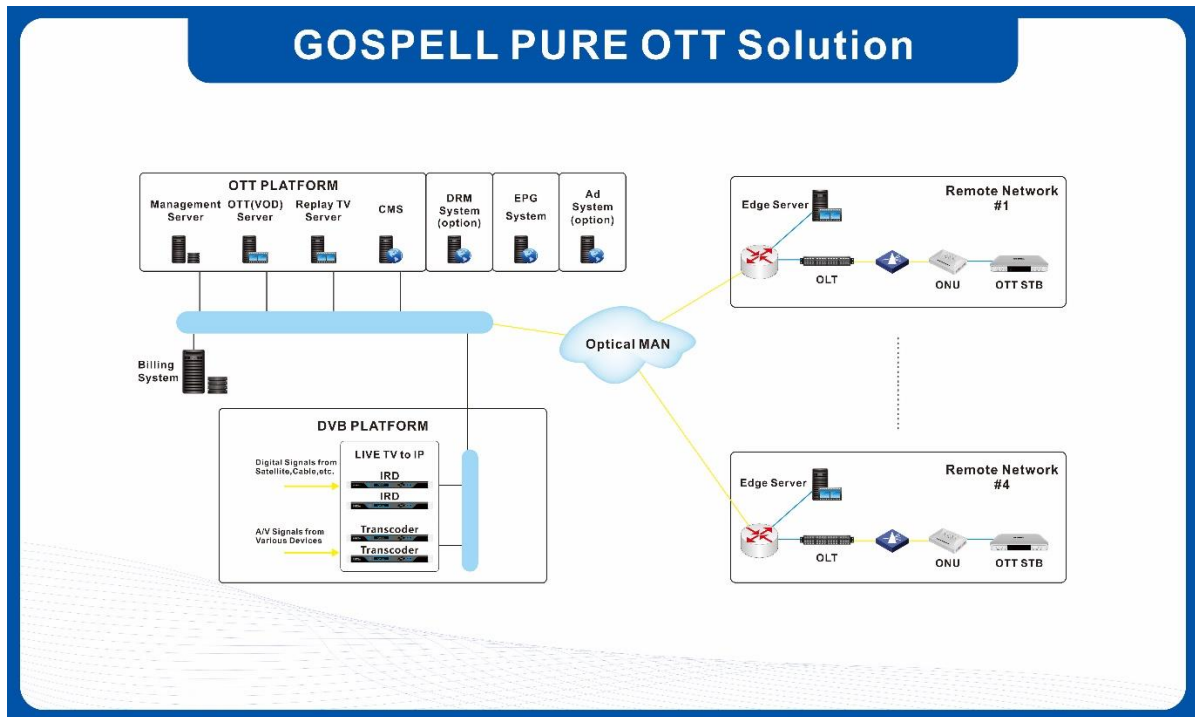 GOSPELL PURE OTT Solution
OTT PLATFORM
Management
Server
OTT(VOD)
Server
Replay TV
Server
CMS
DRM
System
(option)
EPG
System
Ad
System
(option)
Billing
System
Optical MAN
DVB PLATFORM
LIVE TV to IP
Digital Signals from
Satellite,Cable,etc.
IRD
IRD
A/V Signals from
Various Devices
Transcoder
Transcoder
Remote Network
#1
Edge Server
OLT
ONU
OTT STB
Remote Network
#4
Edge Server
OLT
ONU
OTT STB